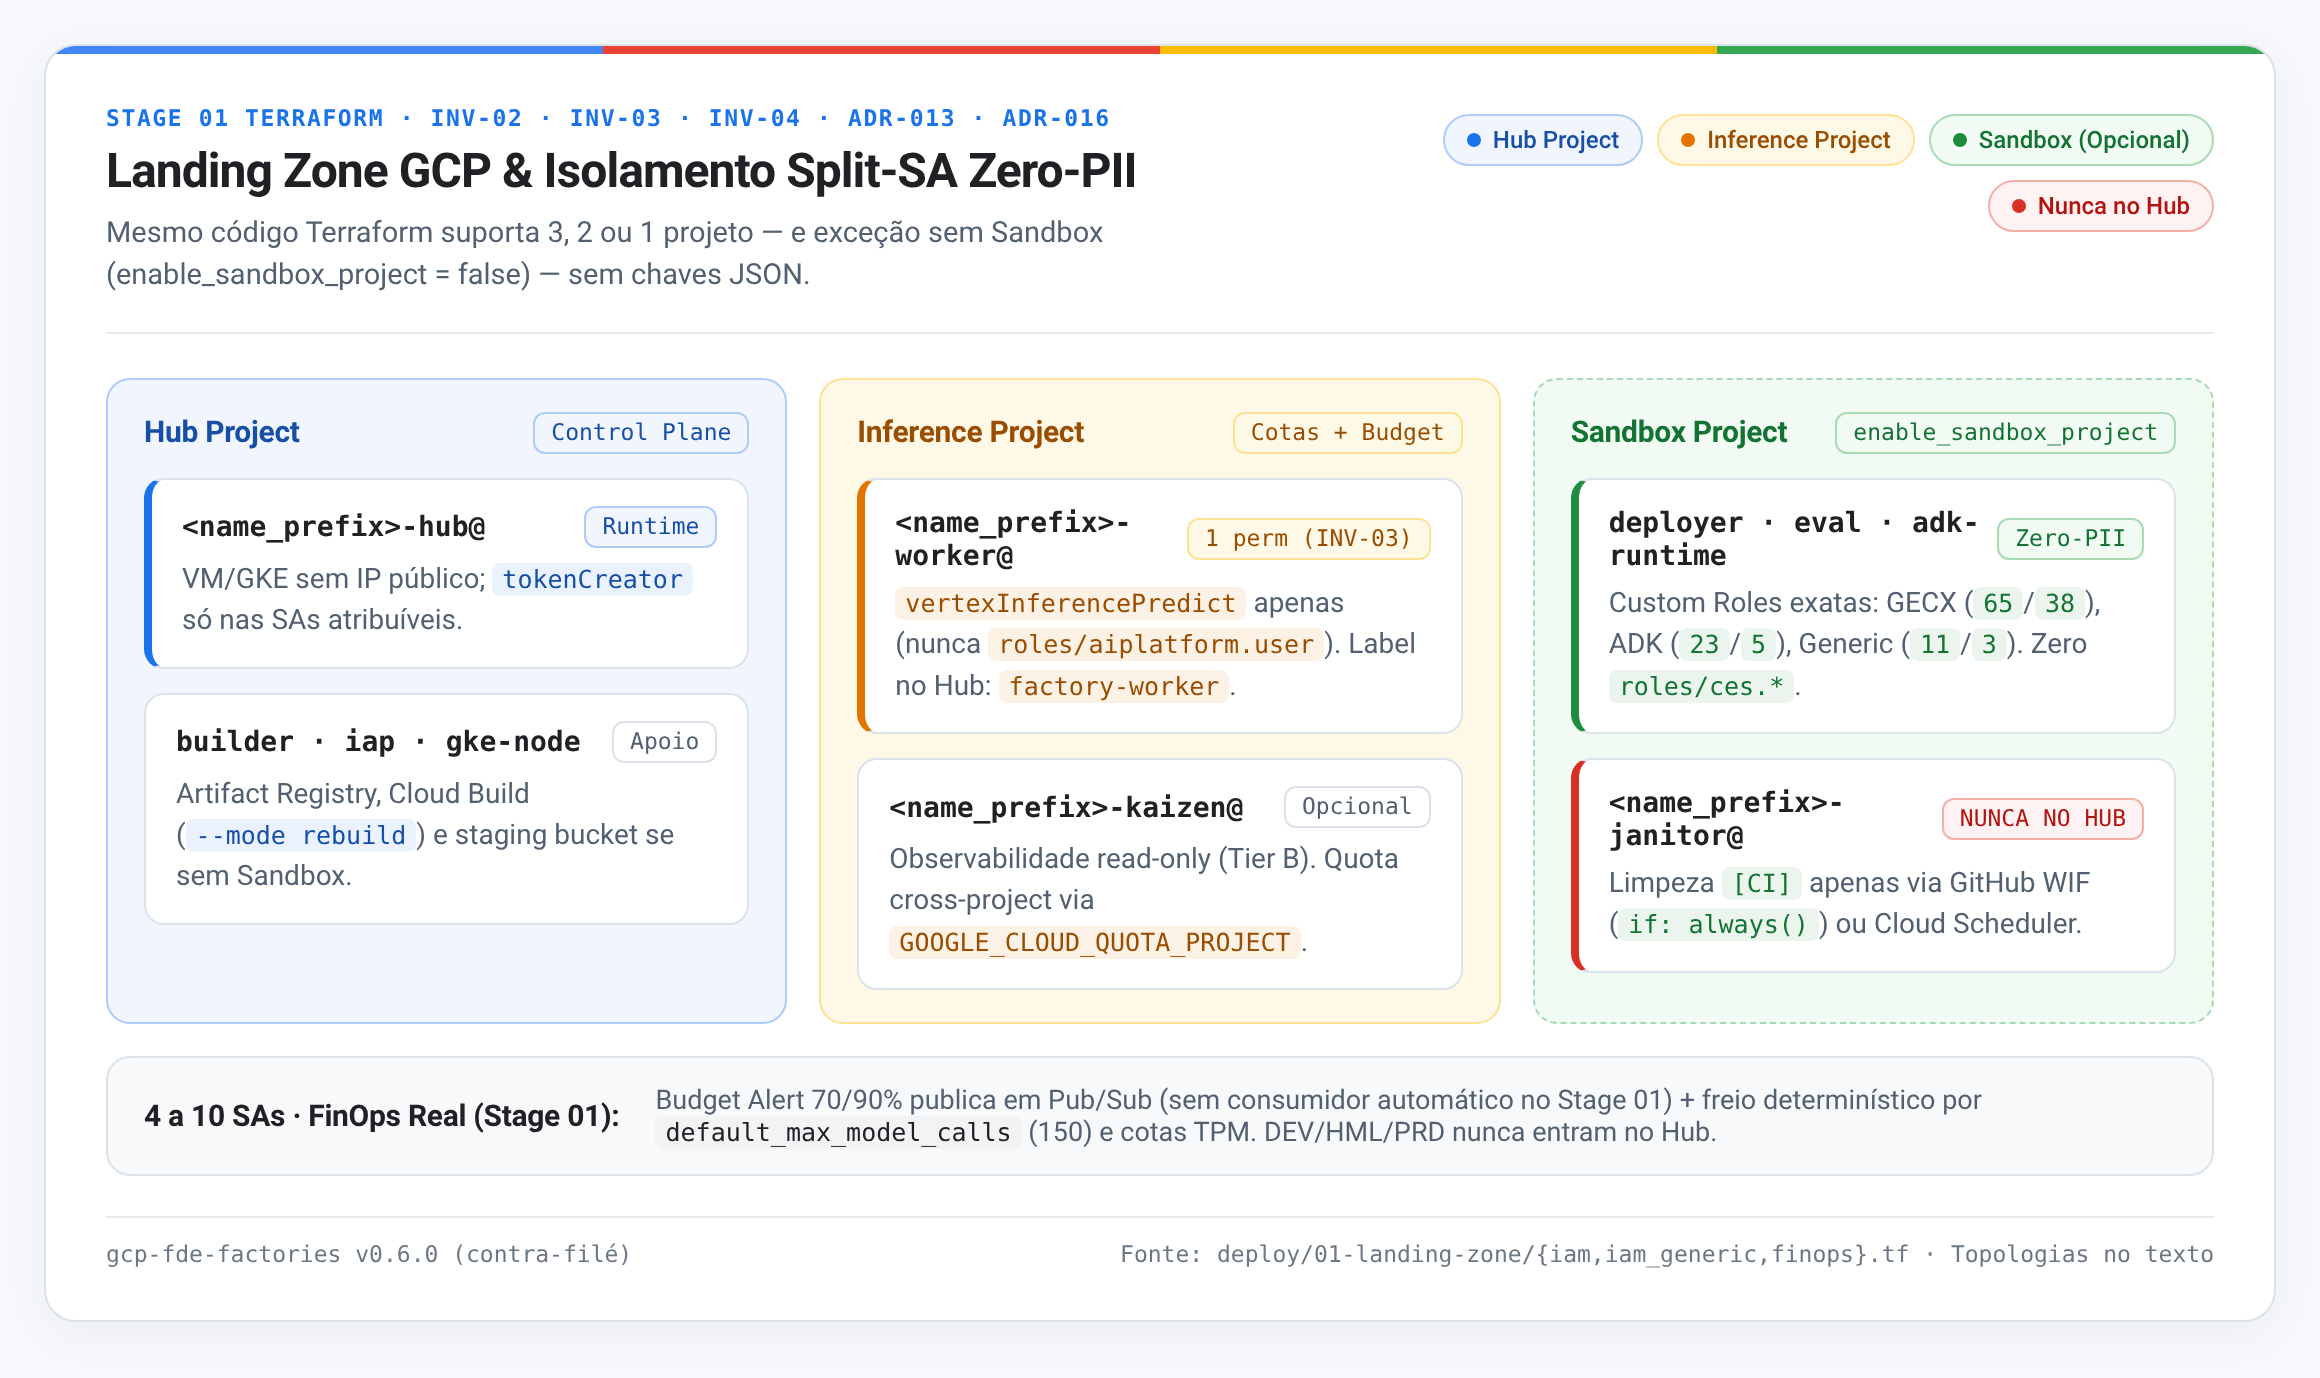 STAGE 01 TERRAFORM · INV-02 · INV-03 · INV-04 · ADR-013 · ADR-016
Landing Zone GCP & Isolamento Split-SA Zero-PII
Mesmo código Terraform suporta 3, 2 ou 1 projeto — e exceção sem Sandbox
(enable_sandbox_project = false) — sem chaves JSON.
Hub Project
Inference Project
Sandbox (Opcional)
Nunca no Hub
Hub Project
Control Plane
<name_prefix>-hub@
Runtime
VM/GKE sem IP público; tokenCreator
só nas SAs atribuíveis.
builder · iap · gke-node
Apoio
Artifact Registry, Cloud Build
(--mode rebuild) e staging bucket se
sem Sandbox.
Inference Project
Cotas + Budget
<name_prefix>-
worker@
1 perm (INV-03)
vertexInferencePredict apenas
(nunca roles/aiplatform.user). Label
no Hub: factory-worker.
<name_prefix>-kaizen@
Opcional
Observabilidade read-only (Tier B). Quota
cross-project via
GOOGLE_CLOUD_QUOTA_PROJECT.
Sandbox Project
enable_sandbox_project
deployer · eval · adk-
runtime
Zero-PII
Custom Roles exatas: GECX (65/38),
ADK (23/5), Generic (11/3). Zero
roles/ces.*.
<name_prefix>-
janitor@
NUNCA NO HUB
Limpeza [CI] apenas via GitHub WIF
(if: always()) ou Cloud Scheduler.
4 a 10 SAs · FinOps Real (Stage 01):
Budget Alert 70/90% publica em Pub/Sub (sem consumidor automático no Stage 01) + freio determinístico por
default_max_model_calls (150) e cotas TPM. DEV/HML/PRD nunca entram no Hub.
gcp-fde-factories v0.6.0 (contra-filé)
Fonte: deploy/01-landing-zone/{iam,iam_generic,finops}.tf · Topologias no texto